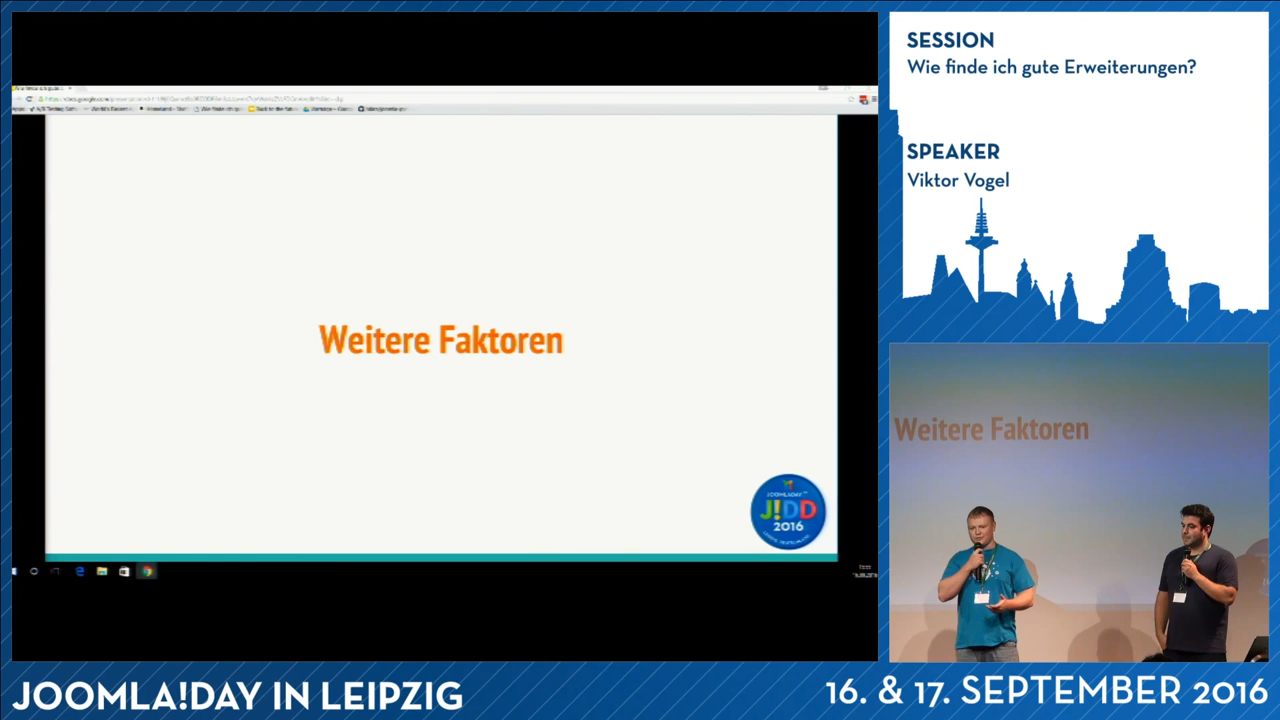 SESSION
Wie finde ich gute Erweiterungen?
SPEAKER
Viktor Vogel
Weitere Faktoren
JOOMLA!DAY
J!DD
2016
Weitere Faktoren
JOOMLA!DAY IN LEIPZIG
16. & 17. SEPTEMBER 2016